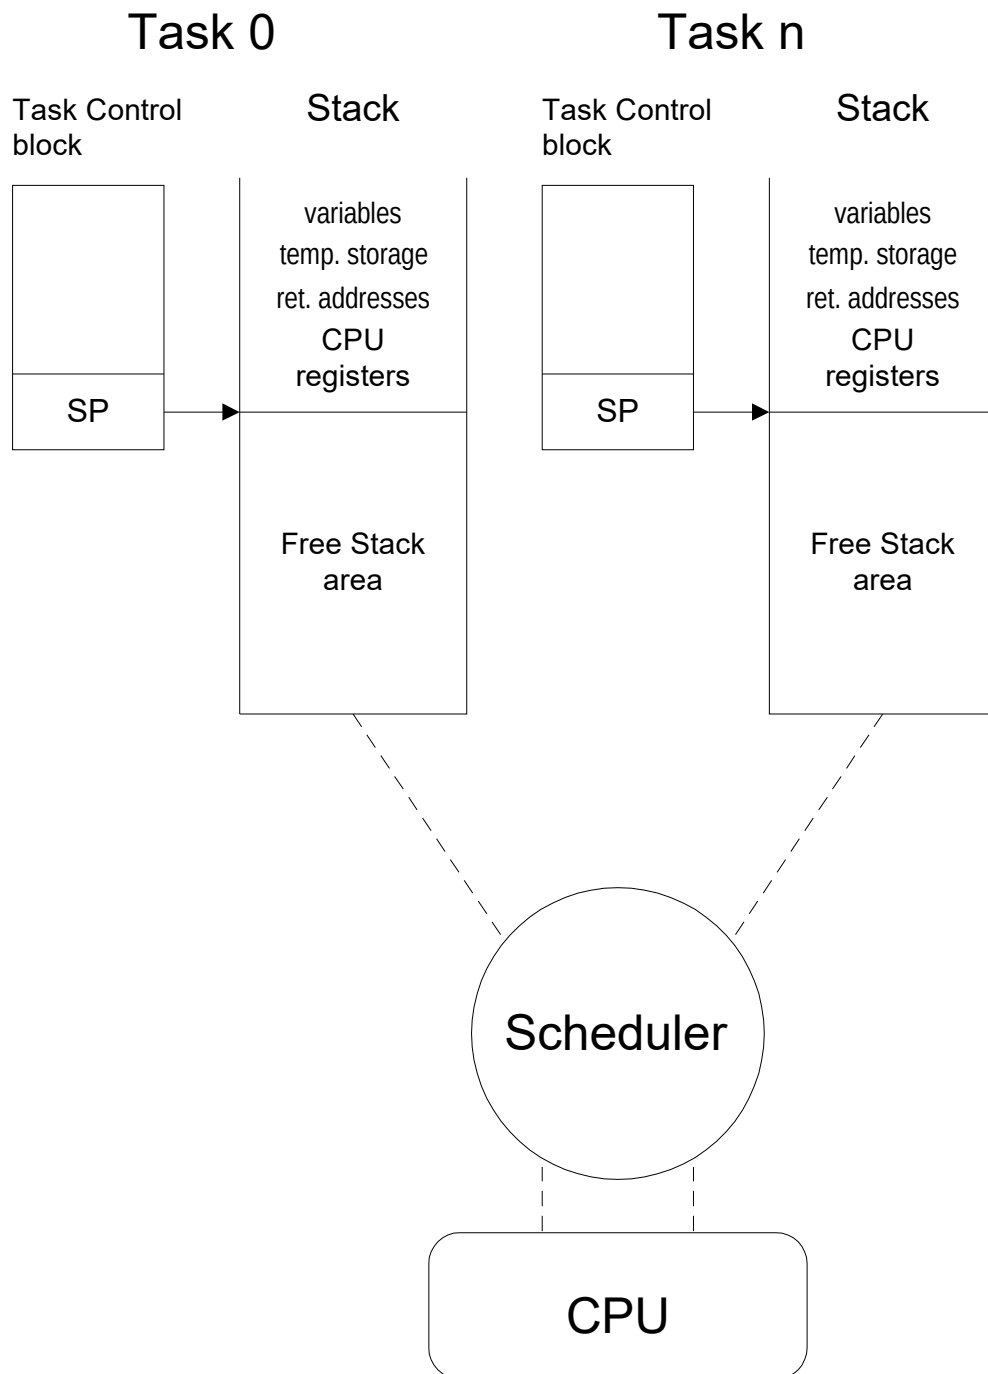 Task 0
Task n
Task Control
block
Stack
Task Control
block
Stack
variables
temp. storage
ret. addresses
CPU
registers
SP
Free Stack
area
variables
temp. storage
ret. addresses
CPU
registers
SP
Free Stack
area
Scheduler
CPU